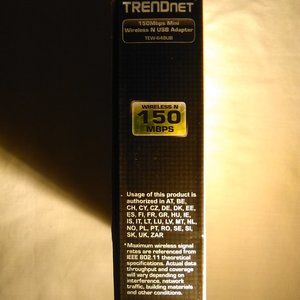 TRENDNET
150Mbps Mini
Wireless N USB Adapter
TEW-648UB
WIRELESS N
150
MBPS
Usage of this product is
authorized in AT, BE,
CH, CY, CZ, DE, DK, EE,
ES, FI, FR, GR, HU, IE,
IS, IT, LT, LU, LV, MT, NL,
NO, PL, PT, RO, SE, SI,
SK, UK, ZAR
* Maximum wireless signal
rates are referenced from
IEEE 802.11 theoretical
specifications. Actual data
throughput and coverage
will vary depending on
interference, network
traffic, building materials
and other conditions.